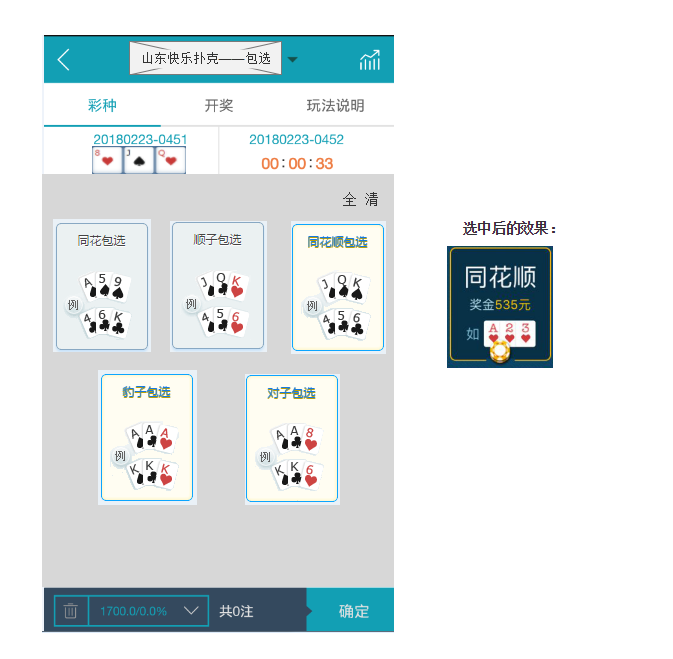 山东快乐扑克——包选
彩种 开奖 玩法说明
20180223-0451 20180223-0452
8 J Q
00:00:33
全 清
选中后的效果：
同花包选 顺子包选 同花顺包选
A 5 9 J Q K J Q K
例 例 例
4 6 K 4 5 6 4 5 6
同花顺
奖金535元
如 A 2 3
豹子包选 对子包选
A A A A A 8
例 例
K K K K K 6
1700.0/0.0% 共0注 确定